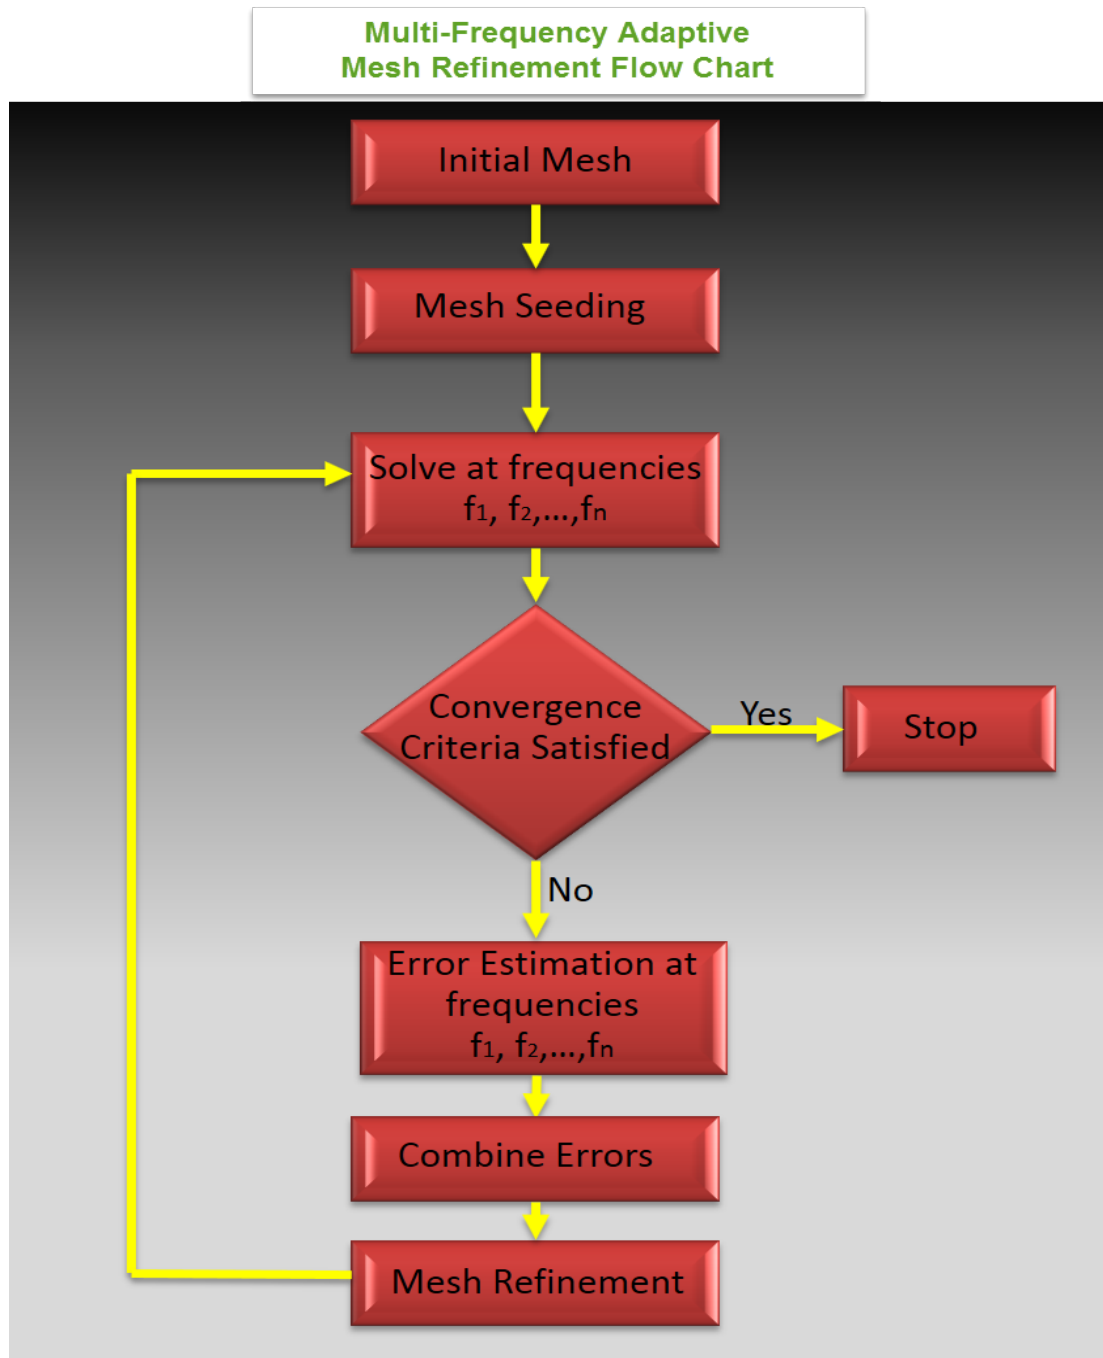 Multi-Frequency Adaptive
Mesh Refinement Flow Chart
Initial Mesh
Mesh Seeding
Solve at frequencies
f1, f2,...,fn
Convergence
Criteria Satisfied
Yes
Stop
No
Error Estimation at
frequencies
f1, f2,...,fn
Combine Errors
Mesh Refinement